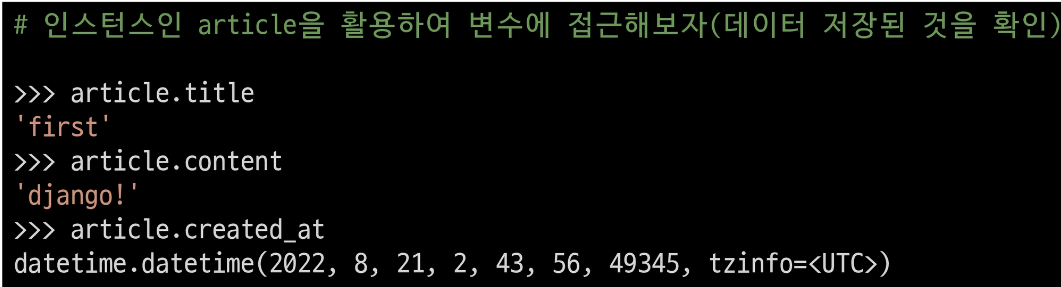 # 인스턴스인 article을 활용하여 변수에 접근해보자(데이터 저장된 것을 확인)
>>> article.title
'first'
>>> article.content
'django!'
>>> article.created_at
datetime.datetime(2022, 8, 21, 2, 43, 56, 49345, tzinfo=<UTC>)